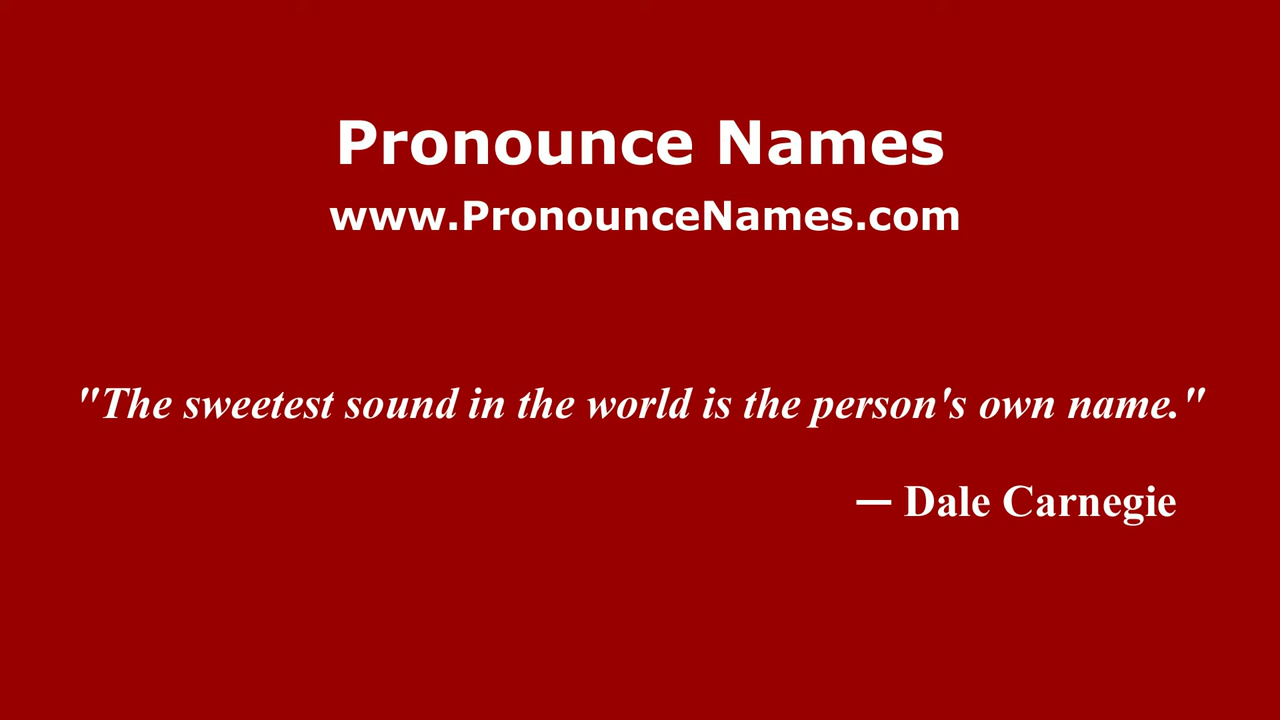 Pronounce Names
www.PronounceNames.com
"The sweetest sound in the world is the person's own name."
— Dale Carnegie